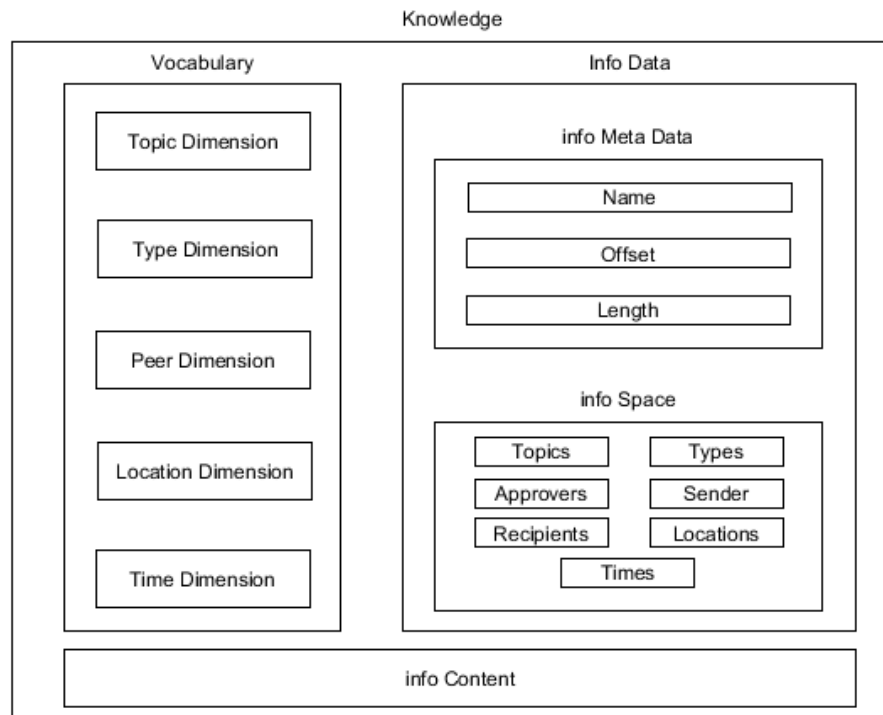 Knowledge
Vocabulary
Topic Dimension
Type Dimension
Peer Dimension
Location Dimension
Time Dimension
Info Data
info Meta Data
Name
Offset
Length
info Space
Topics
Types
Approvers
Sender
Recipients
Locations
Times
info Content